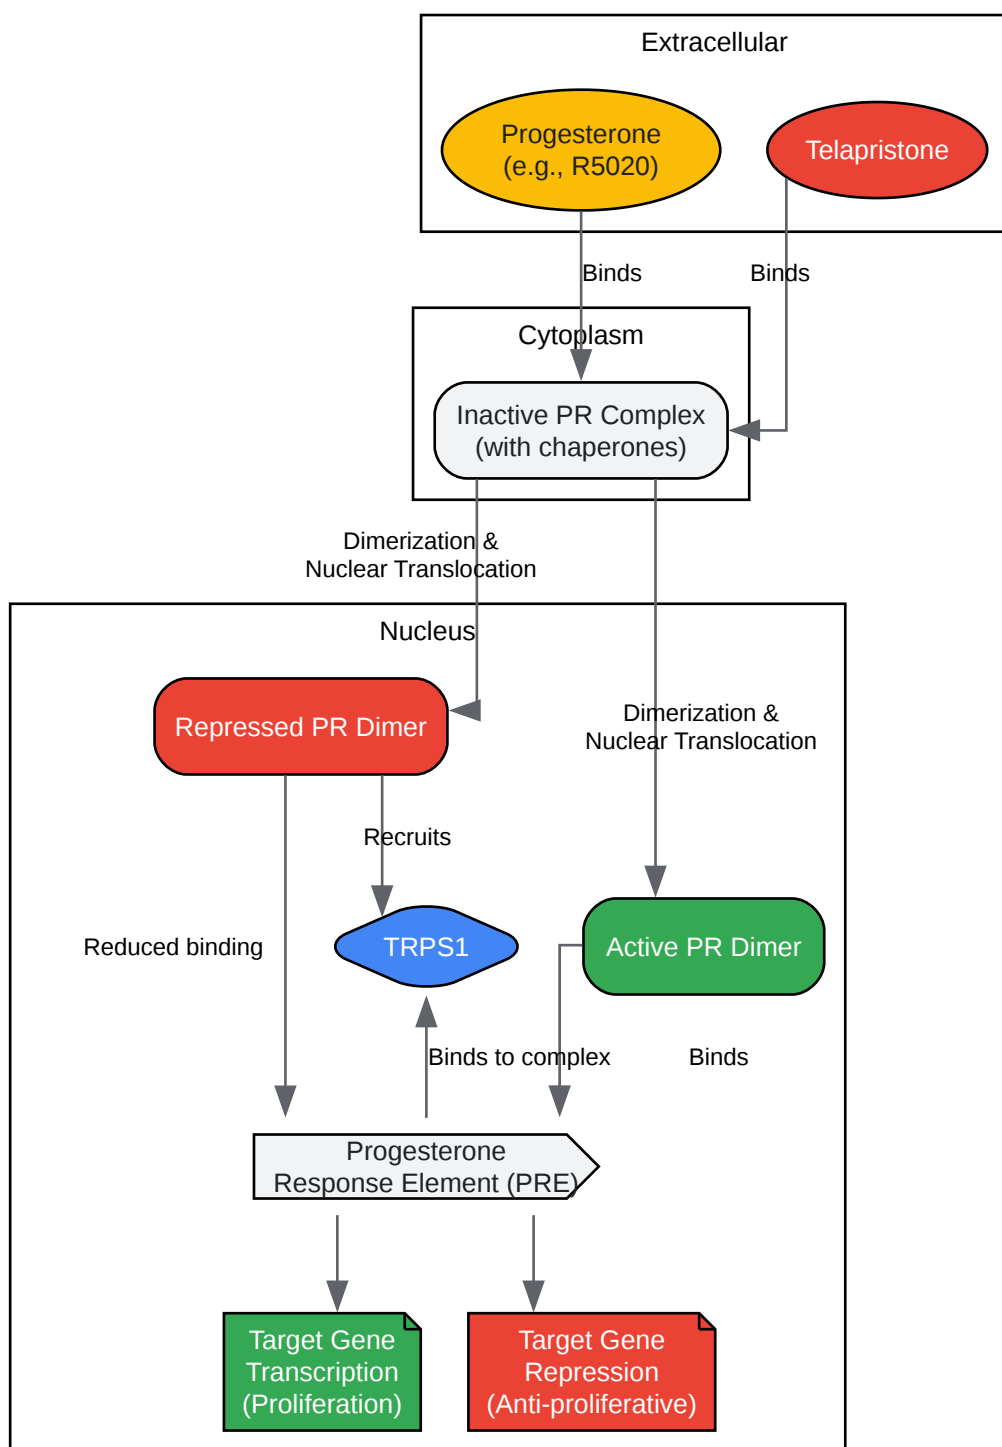 Extracellular
Progesterone
(e.g., R5020)
Telapristone
Binds
Binds
Cytoplasm
Inactive PR Complex
(with chaperones)
Dimerization &
Nuclear Translocation
Nucleus
Repressed PR Dimer
Dimerization &
Nuclear Translocation
Recruits
Reduced binding
TRPS1
Active PR Dimer
Binds to complex
Binds
Progesterone
Response Element (PRE)
Target Gene
Transcription
(Proliferation)
Target Gene
Repression
(Anti-proliferative)